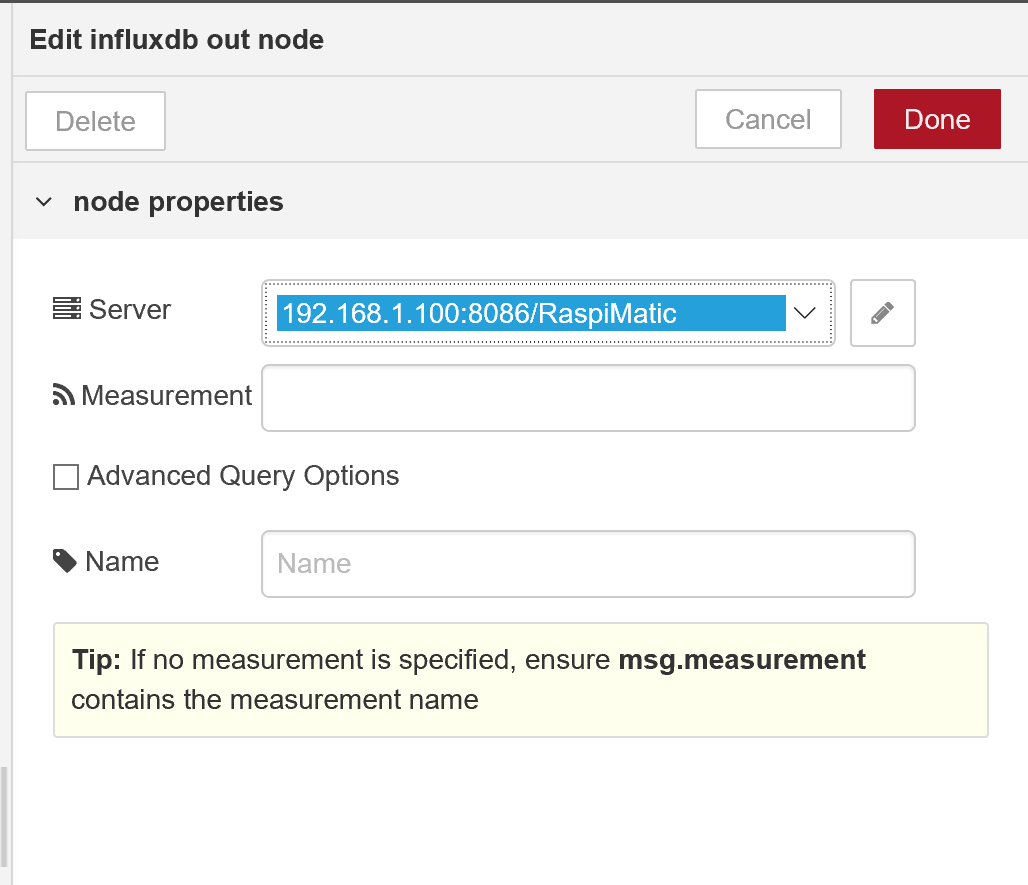 Edit influxdb out node
Delete
Cancel
Done
node properties
Server
192.168.1.100:8086/RaspiMatic
Measurement
Advanced Query Options
Name
Name
Tip: If no measurement is specified, ensure msg.measurement
contains the measurement name